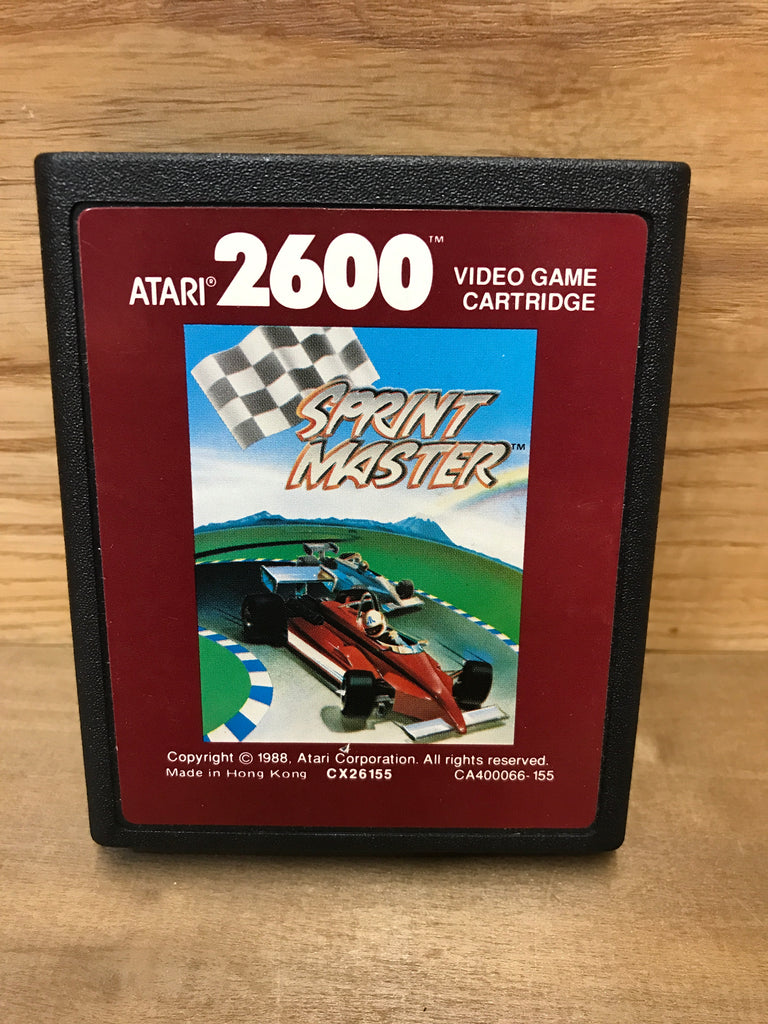 ATARI® 2600™ VIDEO GAME
CARTRIDGE
SPRINT
MASTER™
Copyright © 1988, Atari Corporation. All rights reserved.
Made in Hong Kong CX26155 CA400066-155